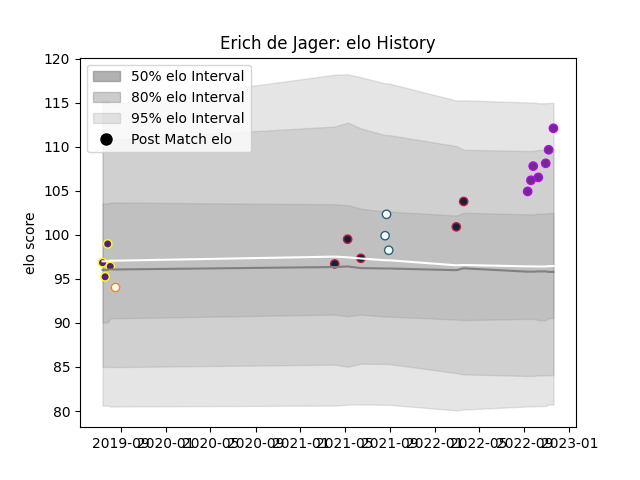 Erich de Jager: elo History
120
115
110
105
100
95
90
85
80
elo score
50% elo Interval
80% elo Interval
95% elo Interval
Post Match elo
2019-09 2020-01 2020-05 2020-09 2021-01 2021-05 2021-09 2022-01 2022-05 2022-09 2023-01